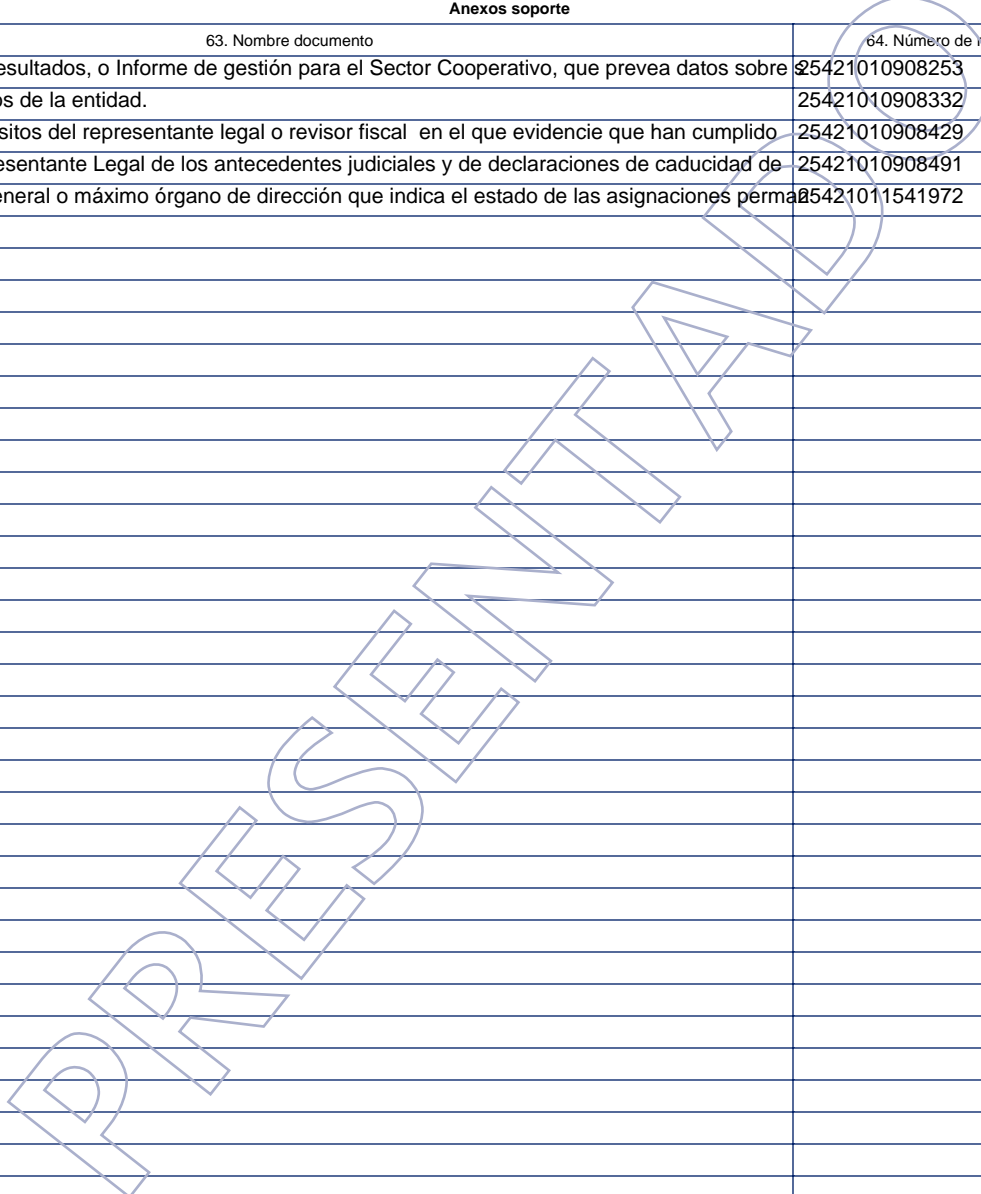 Anexos soporte
63. Nombre documento 64. Número de
esultados, o Informe de gestión para el Sector Cooperativo, que prevea datos sobre s 25421010908253
os de la entidad. 25421010908332
sitos del representante legal o revisor fiscal en el que evidencie que han cumplido 25421010908429
esentante Legal de los antecedentes judiciales y de declaraciones de caducidad de 25421010908491
eneral o máximo órgano de dirección que indica el estado de las asignaciones perman 25421011541972
PRESENTADO